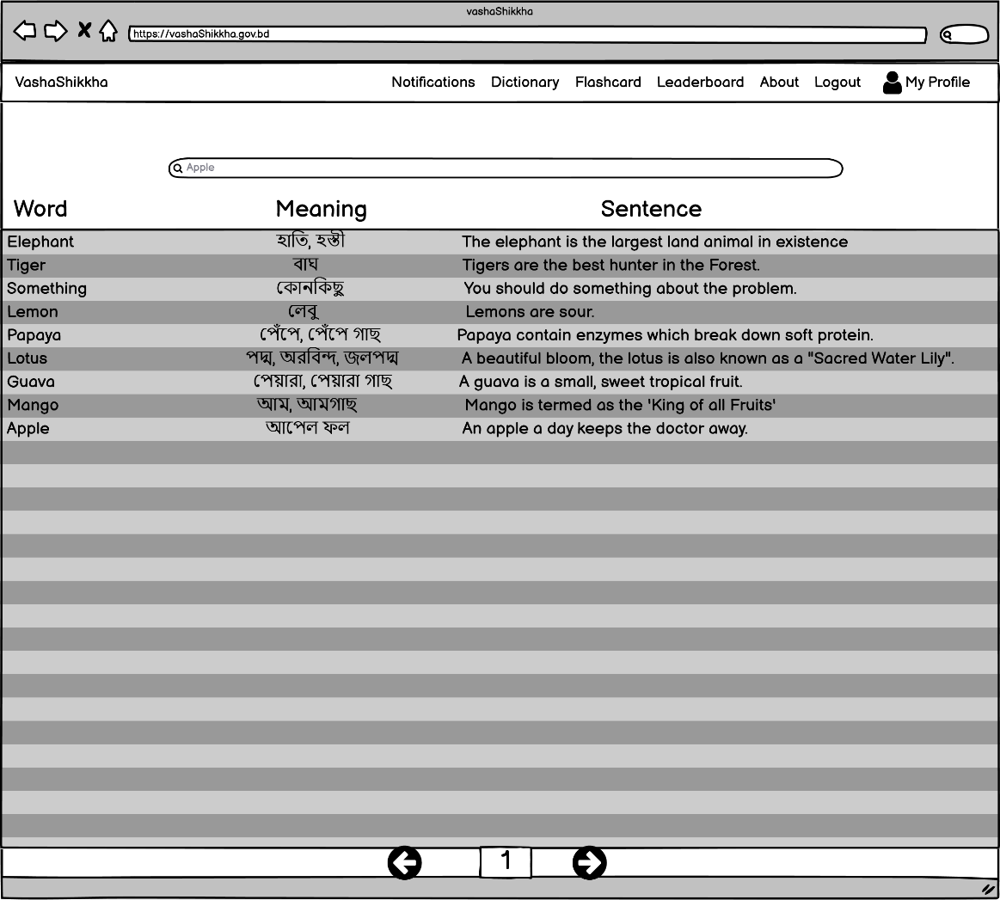 vashaShikkha
https://vashaShikkha.gov.bd
VashaShikkha Notifications Dictionary Flashcard Leaderboard About Logout My Profile
Apple
Word Meaning Sentence
Elephant হাতি, হস্তী The elephant is the largest land animal in existence
Tiger বাঘ Tigers are the best hunter in the Forest.
Something কোনকিছু You should do something about the problem.
Lemon লেবু Lemons are sour.
Papaya পেঁপে, পেঁপে গাছ Papaya contain enzymes which break down soft protein.
Lotus পদ্ম, অরবিন্দ, জলপদ্ম A beautiful bloom, the lotus is also known as a "Sacred Water Lily".
Guava পেয়ারা, পেয়ারা গাছ A guava is a small, sweet tropical fruit.
Mango আম, আমগাছ Mango is termed as the 'King of all Fruits'
Apple আপেল ফল An apple a day keeps the doctor away.
1